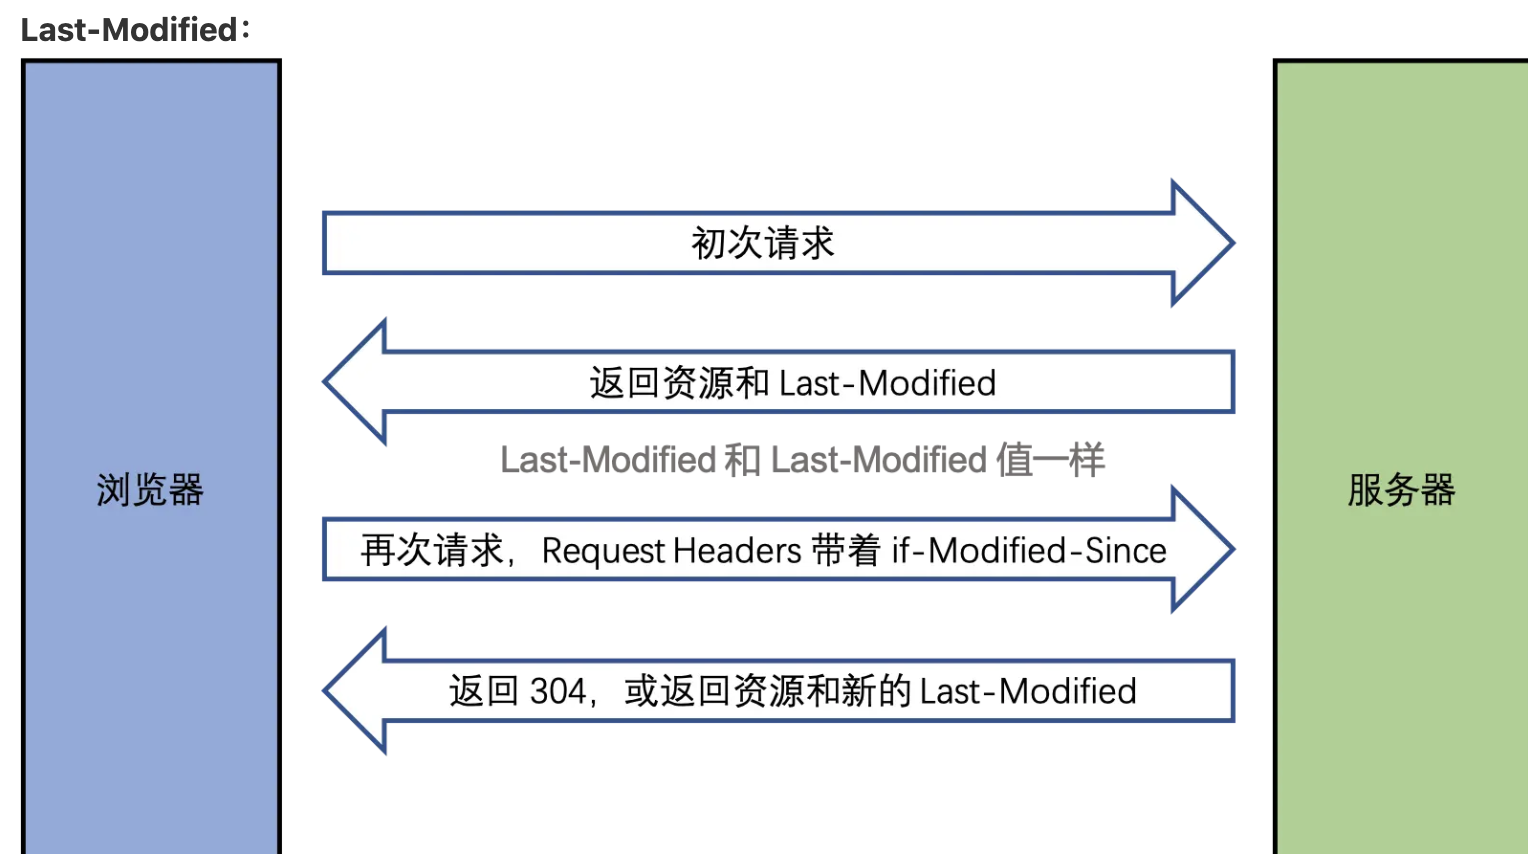 Last-Modified：
初次请求
返回资源和 Last-Modified
Last-Modified 和 Last-Modified 值一样
浏览器
服务器
再次请求，Request Headers 带着 if-Modified-Since
返回 304，或返回资源和新的 Last-Modified